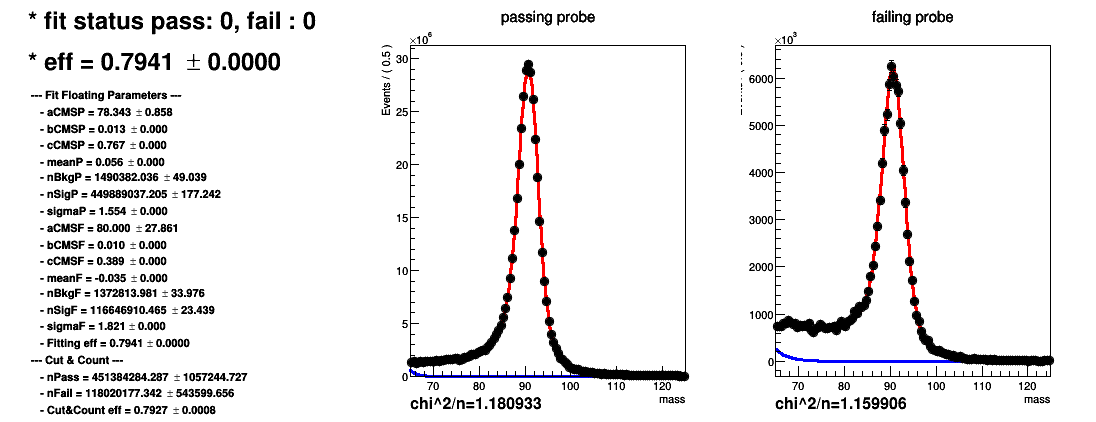 * fit status pass: 0, fail : 0
* eff = 0.7941 ± 0.0000
--- Fit Floating Parameters ---
- aCMSP = 78.343 ± 0.858
- bCMSP = 0.013 ± 0.000
- cCMSP = 0.767 ± 0.000
- meanP = 0.056 ± 0.000
- nBkgP = 1490382.036 ± 49.039
- nSigP = 449889037.205 ± 177.242
- sigmaP = 1.554 ± 0.000
- aCMSF = 80.000 ± 27.861
- bCMSF = 0.010 ± 0.000
- cCMSF = 0.389 ± 0.000
- meanF = -0.035 ± 0.000
- nBkgF = 1372813.981 ± 33.976
- nSigF = 116646910.465 ± 23.439
- sigmaF = 1.821 ± 0.000
- Fitting eff = 0.7941 ± 0.0000
--- Cut & Count ---
- nPass = 451384284.287 ± 1057244.727
- nFail = 118020177.342 ± 543599.656
- Cut&Count eff = 0.7927 ± 0.0008
passing probe
×10^6
Events / ( 0.5 )
30
25
20
15
10
5
0
70 80 90 100 110 120
mass
chi^2/n=1.180933
failing probe
×10^3
6000
5000
4000
3000
2000
1000
0
70 80 90 100 110 120
mass
chi^2/n=1.159906